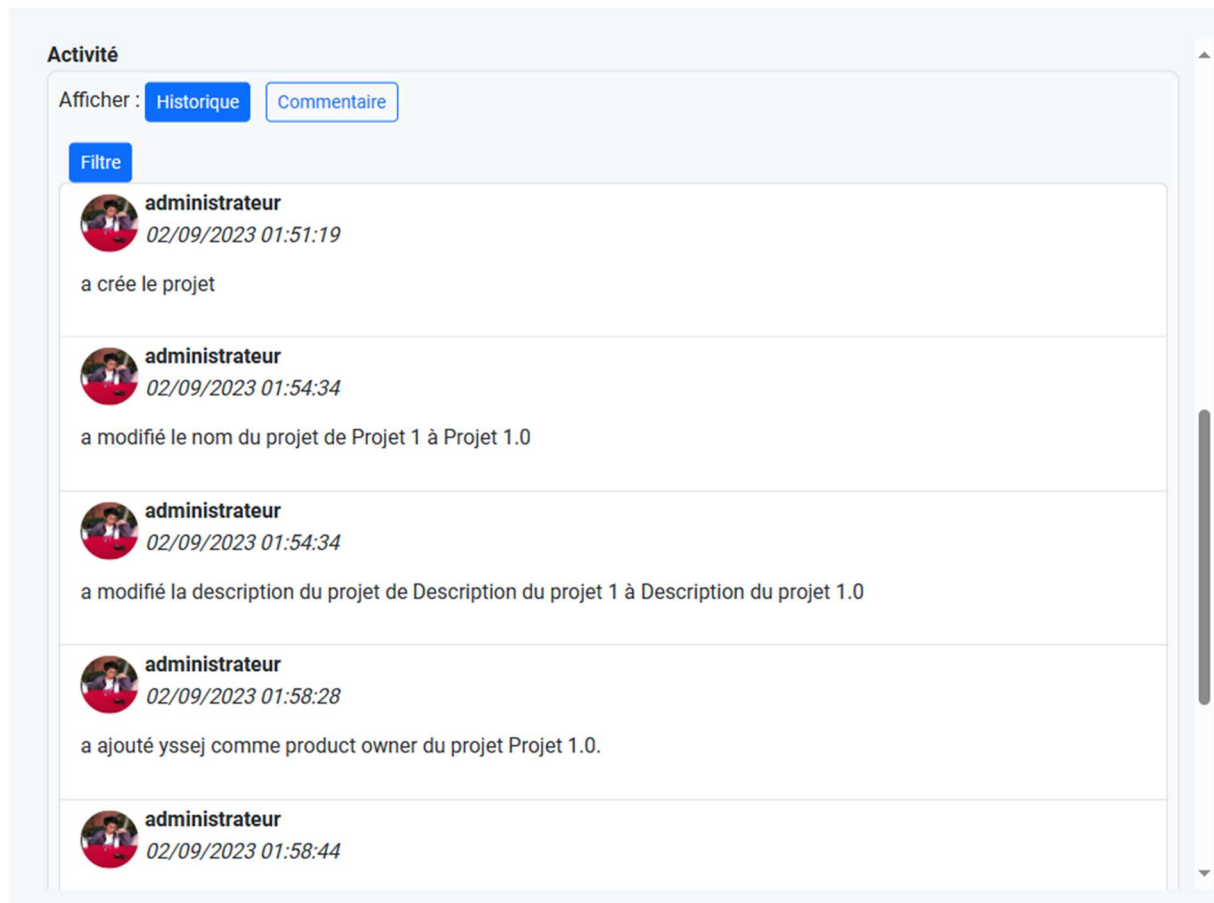 Activité
Afficher : Historique Commentaire
Filtre
administrateur
02/09/2023 01:51:19
a crée le projet
administrateur
02/09/2023 01:54:34
a modifié le nom du projet de Projet 1 à Projet 1.0
administrateur
02/09/2023 01:54:34
a modifié la description du projet de Description du projet 1 à Description du projet 1.0
administrateur
02/09/2023 01:58:28
a ajouté yssej comme product owner du projet Projet 1.0.
administrateur
02/09/2023 01:58:44